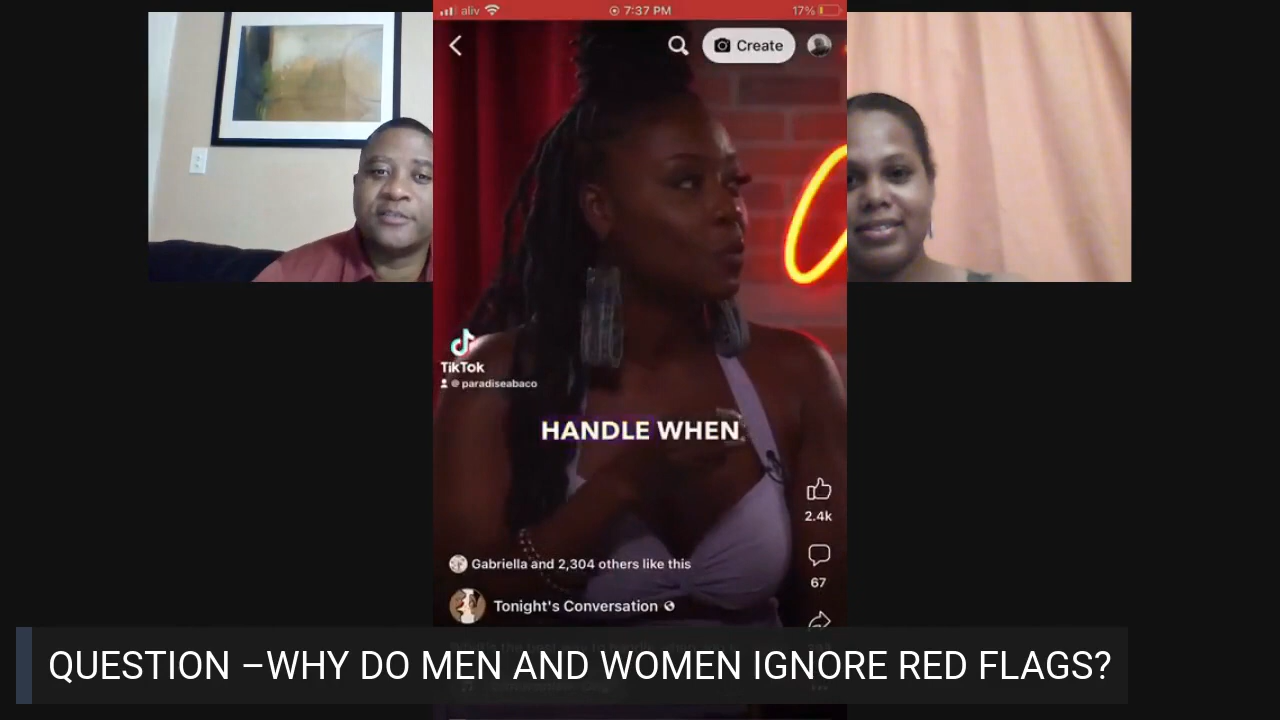 aliv
7:37 PM
17%
Create
TikTok
@ paradiseabaco
HANDLE WHEN
2.4k
67
Gabriella and 2,304 others like this
Tonight's Conversation
QUESTION –WHY DO MEN AND WOMEN IGNORE RED FLAGS?